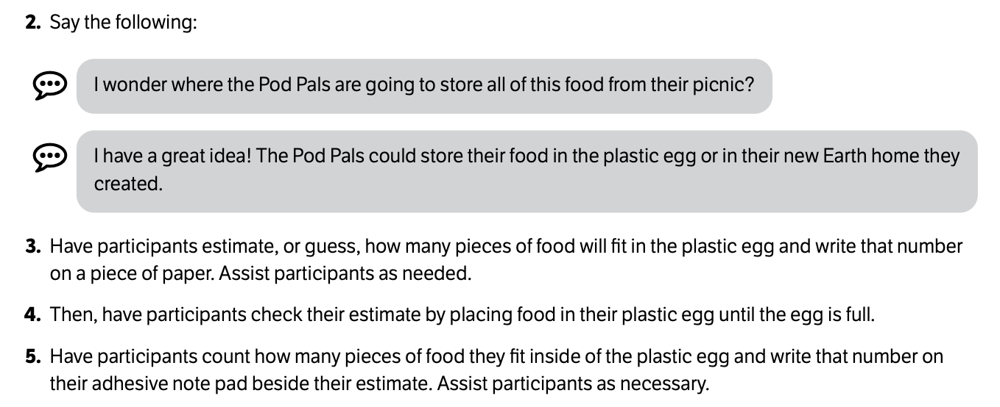 2. Say the following:
I wonder where the Pod Pals are going to store all of this food from their picnic?
I have a great idea! The Pod Pals could store their food in the plastic egg or in their new Earth home they
created.
3. Have participants estimate, or guess, how many pieces of food will fit in the plastic egg and write that number
on a piece of paper. Assist participants as needed.
4. Then, have participants check their estimate by placing food in their plastic egg until the egg is full.
5. Have participants count how many pieces of food they fit inside of the plastic egg and write that number on
their adhesive note pad beside their estimate. Assist participants as necessary.